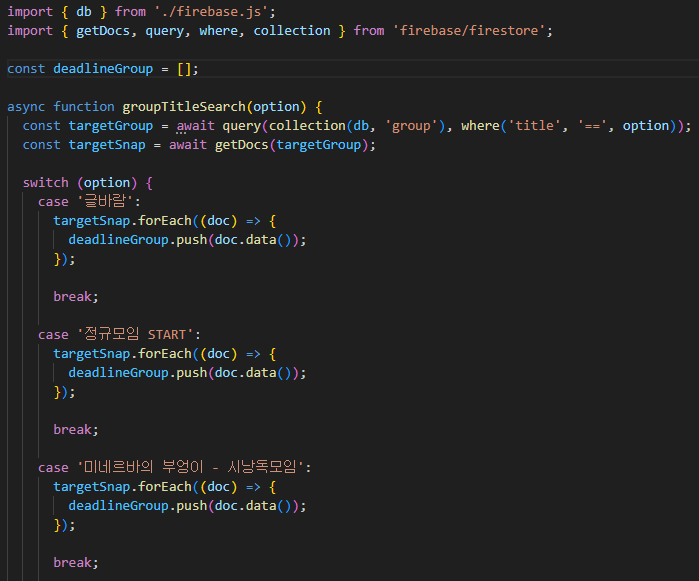 import { db } from './firebase.js';
import { getDocs, query, where, collection } from 'firebase/firestore';
const deadlineGroup = [];
async function groupTitleSearch(option) {
const targetGroup = await query(collection(db, 'group'), where('title', '==', option));
const targetSnap = await getDocs(targetGroup);
switch (option) {
case '글바람':
targetSnap.forEach((doc) => {
deadlineGroup.push(doc.data());
});
break;
case '정규모임 START':
targetSnap.forEach((doc) => {
deadlineGroup.push(doc.data());
});
break;
case '미네르바의 부엉이 - 시낭독모임':
targetSnap.forEach((doc) => {
deadlineGroup.push(doc.data());
});
break;